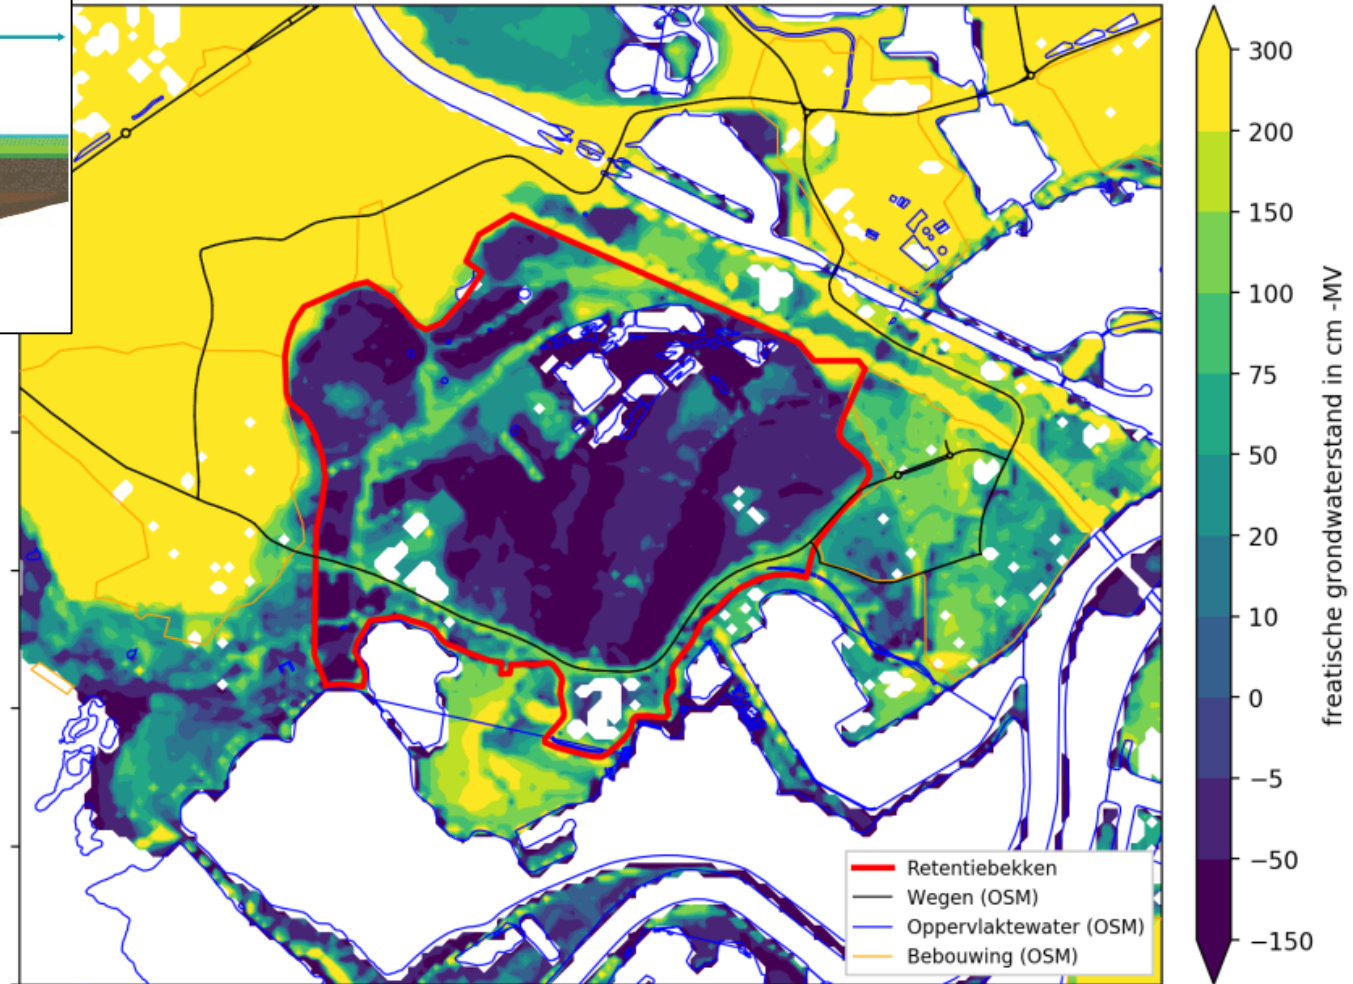 300
200
150
100
75
50
20
10
0
−5
−50
−150
freatische grondwaterstand in cm -MV
Retentiebekken
Wegen (OSM)
Oppervlaktewater (OSM)
Bebouwing (OSM)